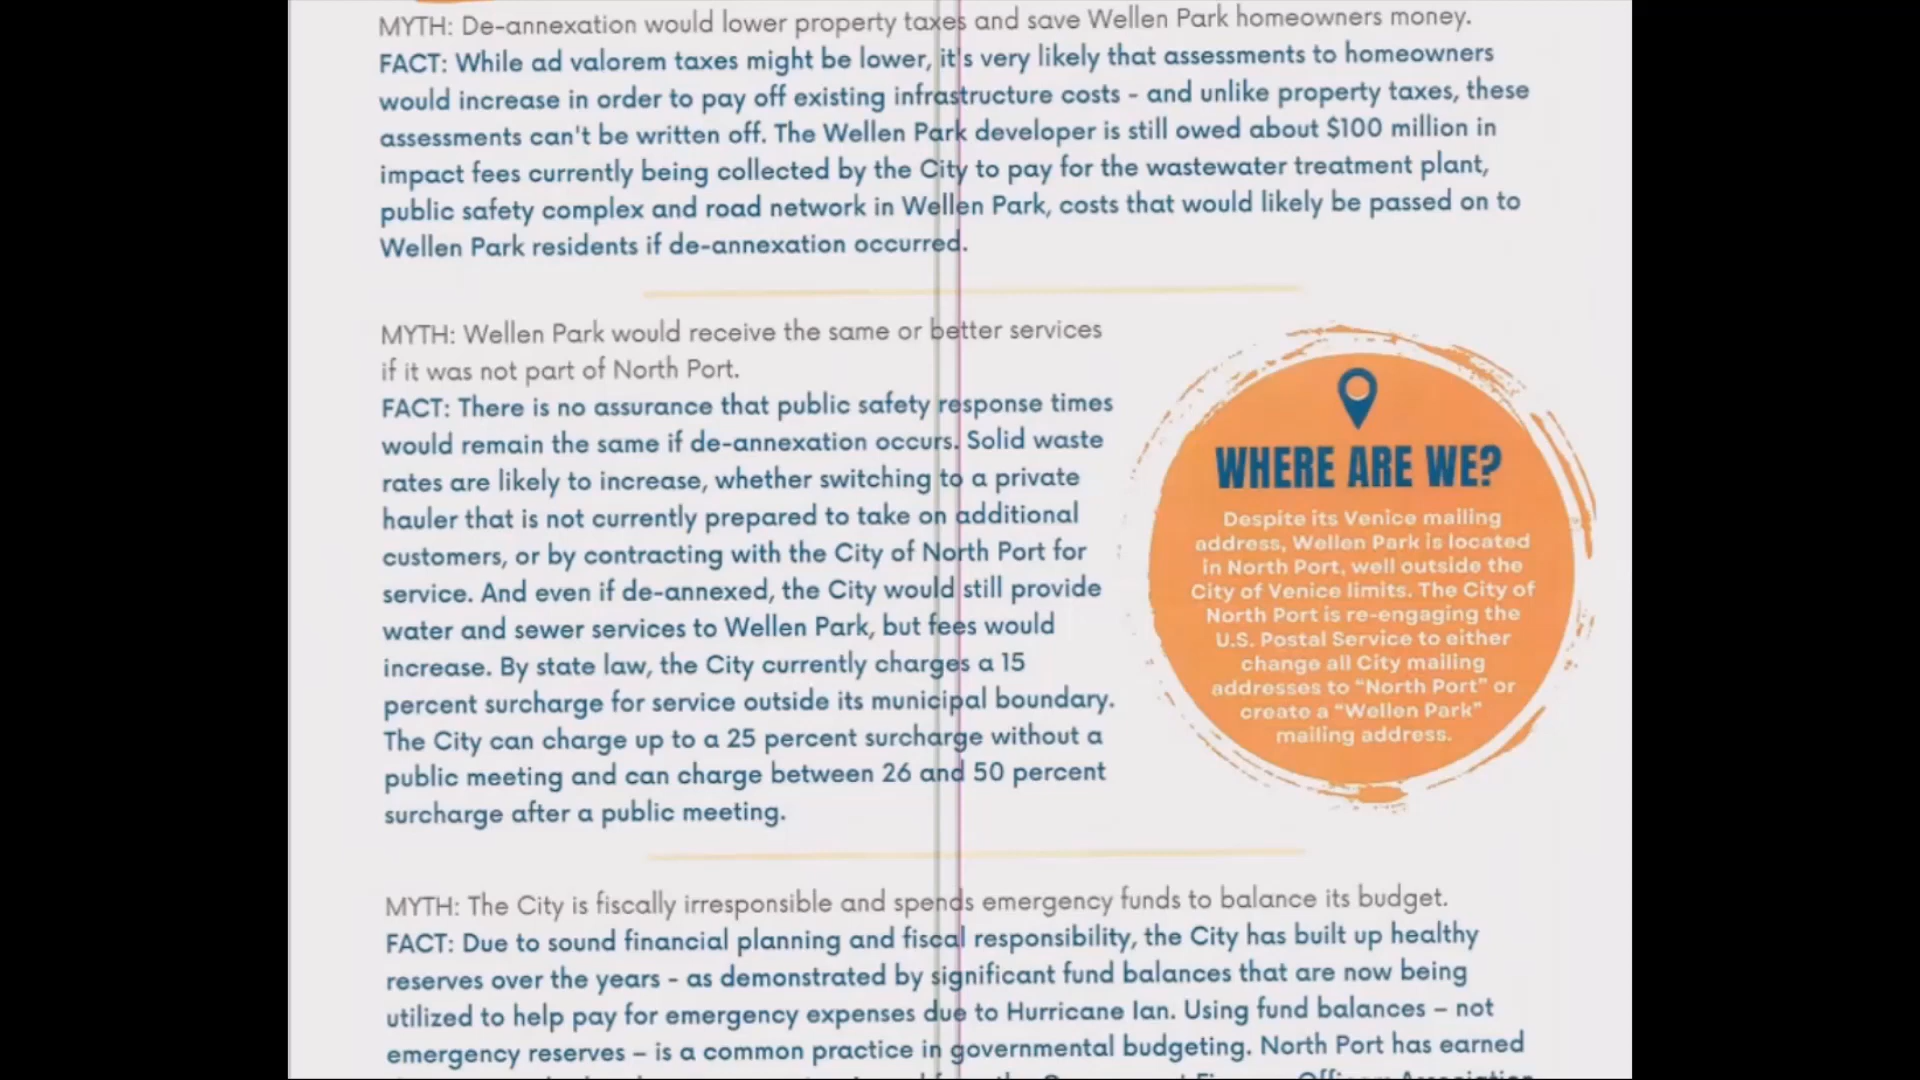 MYTH: De-annexation would lower property taxes and save Wellen Park homeowners money.
FACT: While ad valorem taxes might be lower, it's very likely that assessments to homeowners
would increase in order to pay off existing infrastructure costs - and unlike property taxes, these
assessments can't be written off. The Wellen Park developer is still owed about $100 million in
impact fees currently being collected by the City to pay for the wastewater treatment plant,
public safety complex and road network in Wellen Park, costs that would likely be passed on to
Wellen Park residents if de-annexation occurred.
MYTH: Wellen Park would receive the same or better services
if it was not part of North Port.
FACT: There is no assurance that public safety response times
would remain the same if de-annexation occurs. Solid waste
rates are likely to increase, whether switching to a private
hauler that is not currently prepared to take on additional
customers, or by contracting with the City of North Port for
service. And even if de-annexed, the City would still provide
water and sewer services to Wellen Park, but fees would
increase. By state law, the City currently charges a 15
percent surcharge for service outside its municipal boundary.
The City can charge up to a 25 percent surcharge without a
public meeting and can charge between 26 and 50 percent
surcharge after a public meeting.
WHERE ARE WE?
Despite its Venice mailing
address, Wellen Park is located
in North Port, well outside the
City of Venice limits. The City of
North Port is re-engaging the
U.S. Postal Service to either
change all City mailing
addresses to “North Port” or
create a “Wellen Park”
mailing address.
MYTH: The City is fiscally irresponsible and spends emergency funds to balance its budget.
FACT: Due to sound financial planning and fiscal responsibility, the City has built up healthy
reserves over the years - as demonstrated by significant fund balances that are now being
utilized to help pay for emergency expenses due to Hurricane Ian. Using fund balances – not
emergency reserves – is a common practice in governmental budgeting. North Port has earned